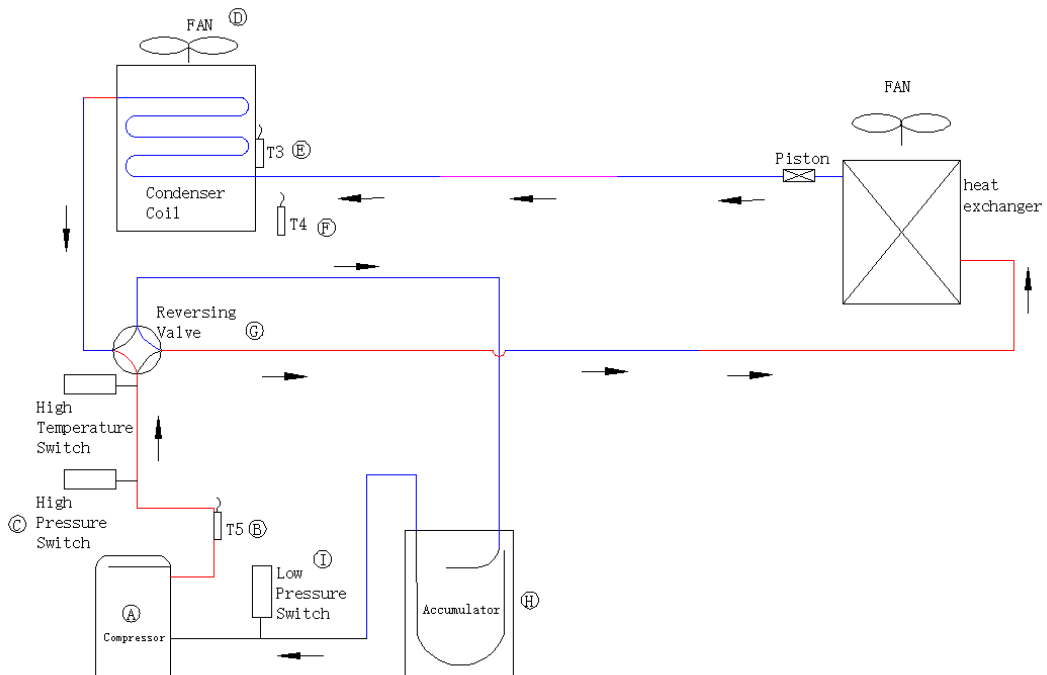 FAN Ⓓ
FAN
T3 Ⓔ
Piston
Condenser
Coil
heat
exchanger
T4 Ⓕ
Reversing
Valve Ⓖ
High
Temperature
Switch
High
Ⓒ Pressure
Switch
T5 Ⓑ
Low Ⓘ
Pressure
Switch
Accumulator Ⓗ
Ⓐ
Compressor